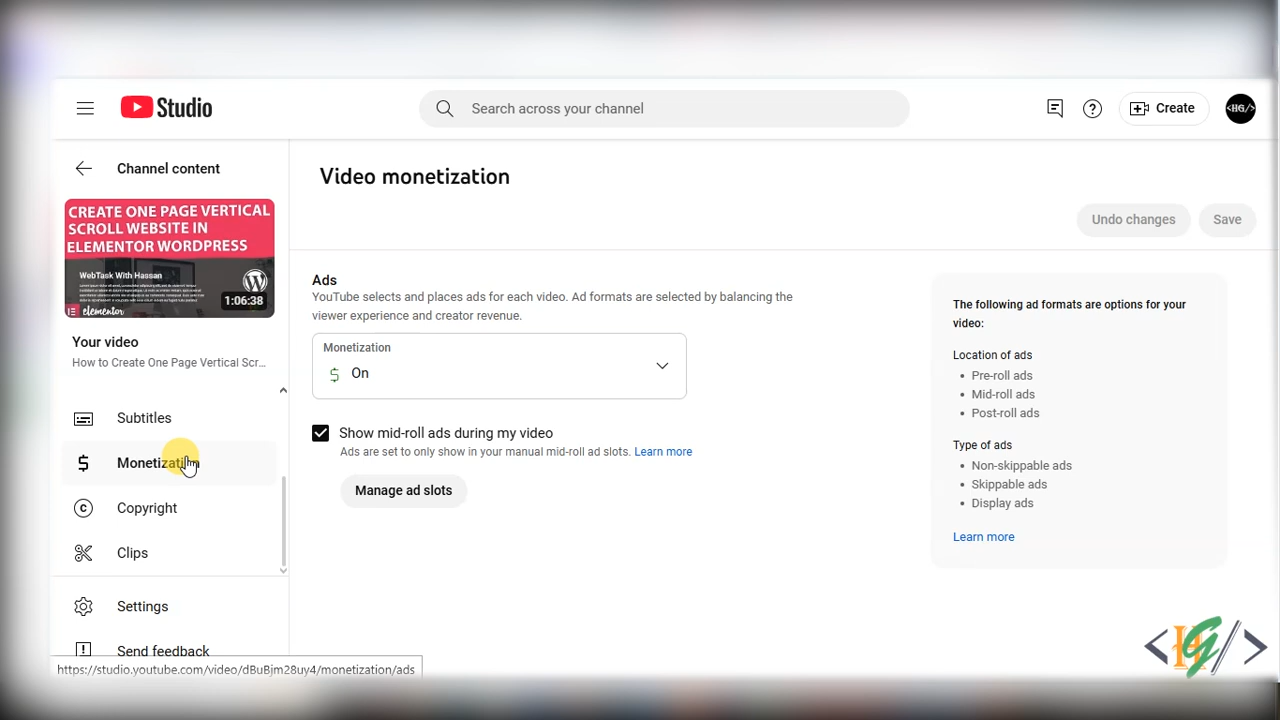 Studio
Search across your channel
Create
<HG/>
Channel content
Video monetization
Undo changes
Save
CREATE ONE PAGE VERTICAL
SCROLL WEBSITE IN
ELEMENTOR WORDPRESS
WebTask With Hassan
1:06:38
elementor
Your video
How to Create One Page Vertical Scr...
Subtitles
Monetization
Copyright
Clips
Settings
Send feedback
https://studio.youtube.com/video/dBuBjm28uy4/monetization/ads
Ads
YouTube selects and places ads for each video. Ad formats are selected by balancing the
viewer experience and creator revenue.
Monetization
$ On
Show mid-roll ads during my video
Ads are set to only show in your manual mid-roll ad slots. Learn more
Manage ad slots
The following ad formats are options for your
video:
Location of ads
• Pre-roll ads
• Mid-roll ads
• Post-roll ads
Type of ads
• Non-skippable ads
• Skippable ads
• Display ads
Learn more
<HG/>